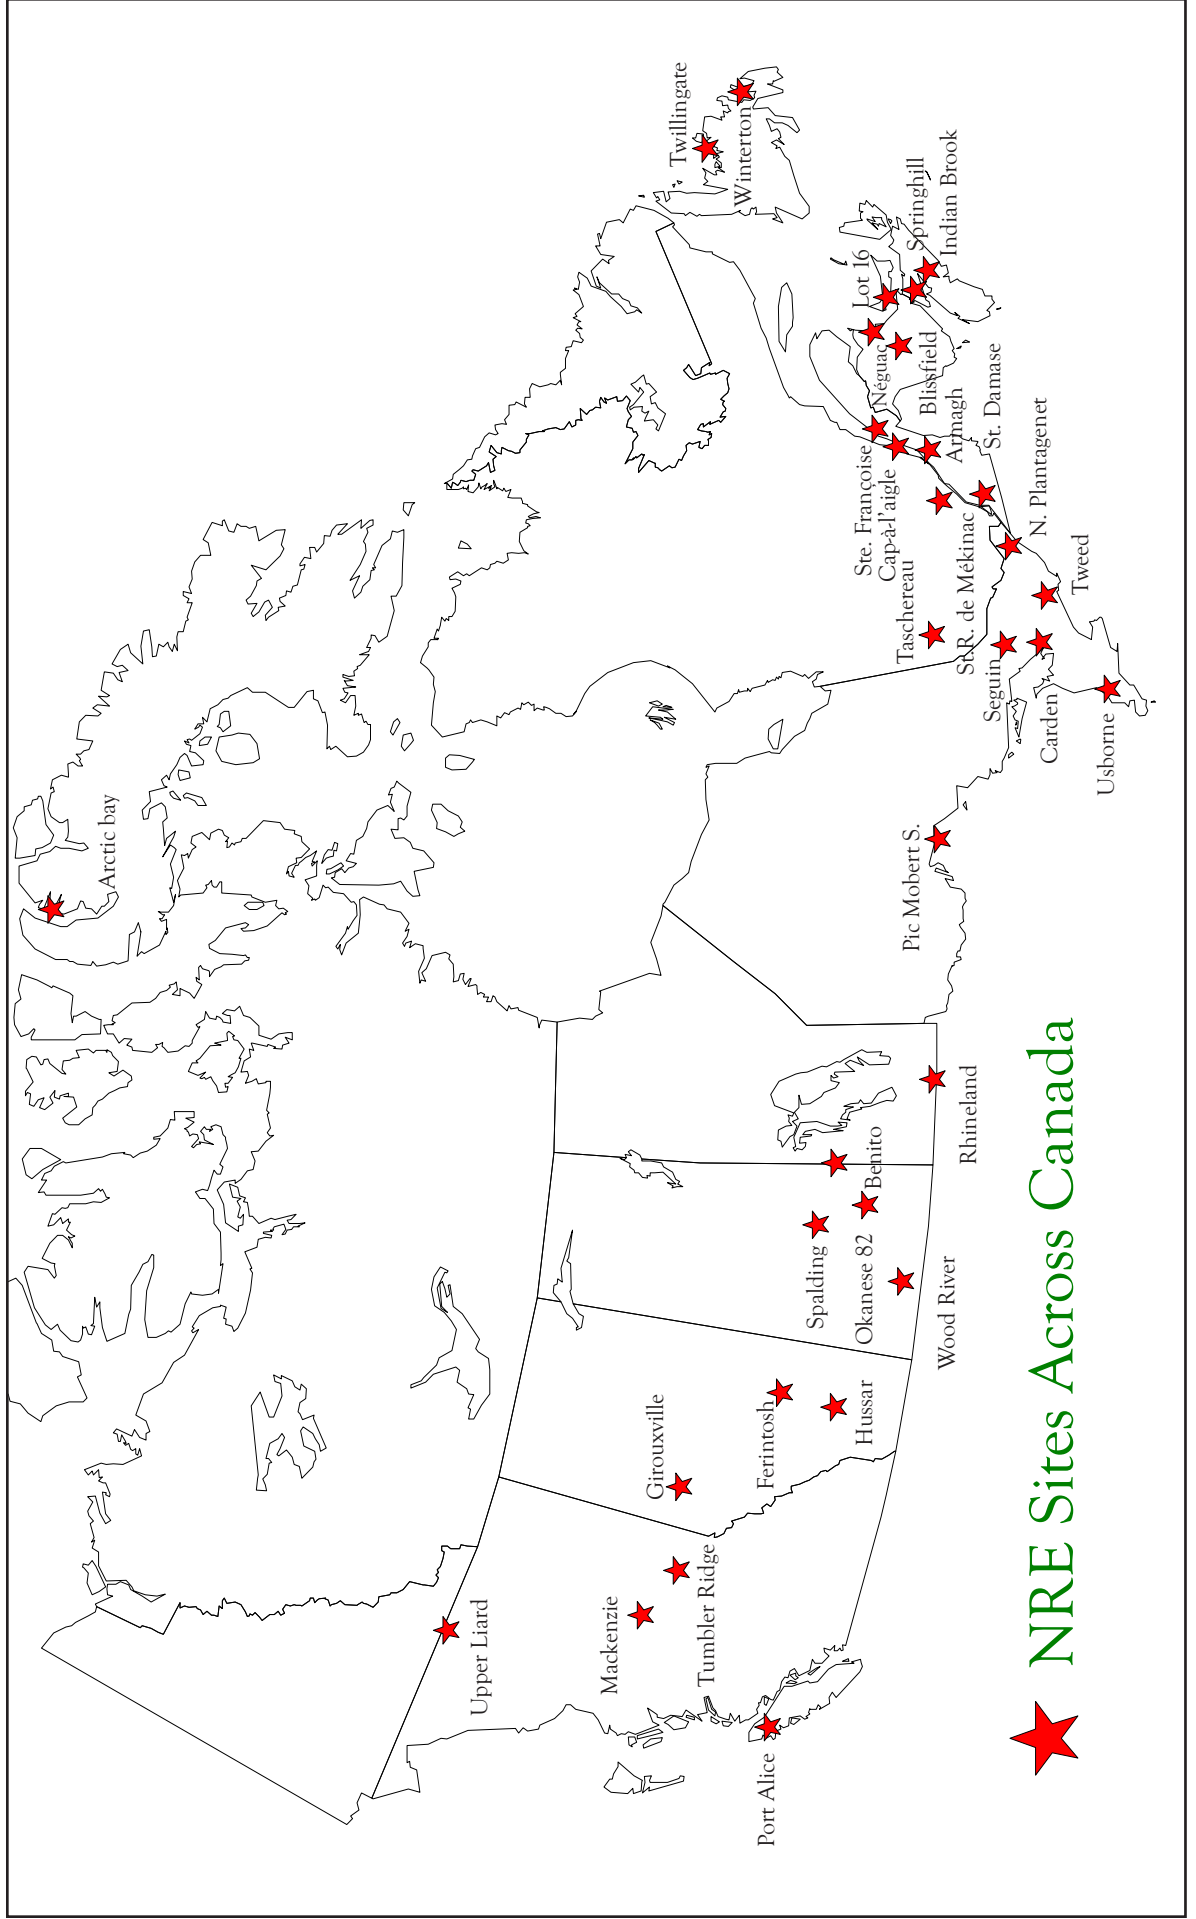 Arctic bay
Twillingate
Winterton
Springhill
Indian Brook
Lot 16
Néguac
Blissfield
Armagh
St. Damase
Ste. Françoise
Cap-à-l'aigle
Taschereau
St.R. de Mékinac
N. Plantagenet
Tweed
Seguin
Carden
Usborne
Pic Mobert S.
Rhineland
Benito
Spalding
Okanese 82
Wood River
Girouxville
Ferintosh
Hussar
Upper Liard
Mackenzie
Tumbler Ridge
Port Alice
NRE Sites Across Canada